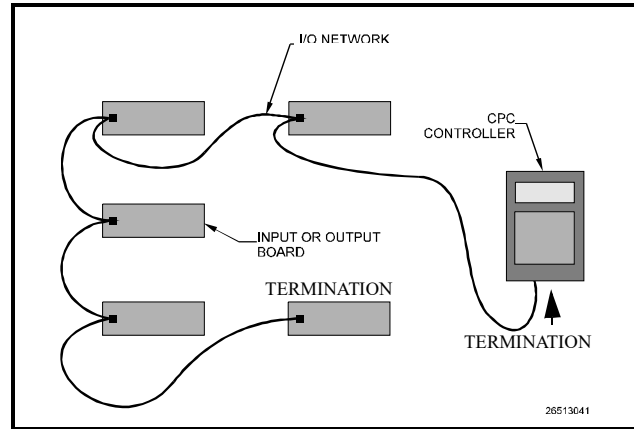 I/O NETWORK
CPC
CONTROLLER
INPUT OR OUTPUT
BOARD
TERMINATION
TERMINATION
26513041